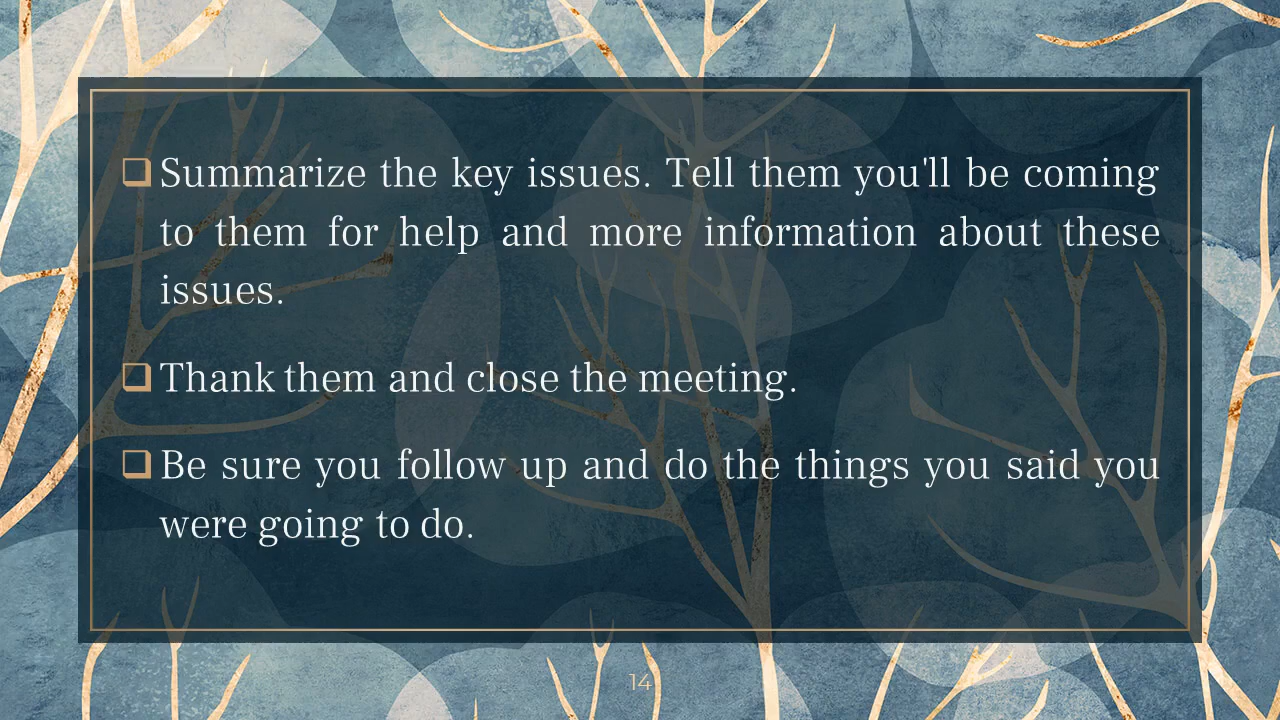 Summarize the key issues. Tell them you'll be coming
to them for help and more information about these
issues.
Thank them and close the meeting.
Be sure you follow up and do the things you said you
were going to do.
14